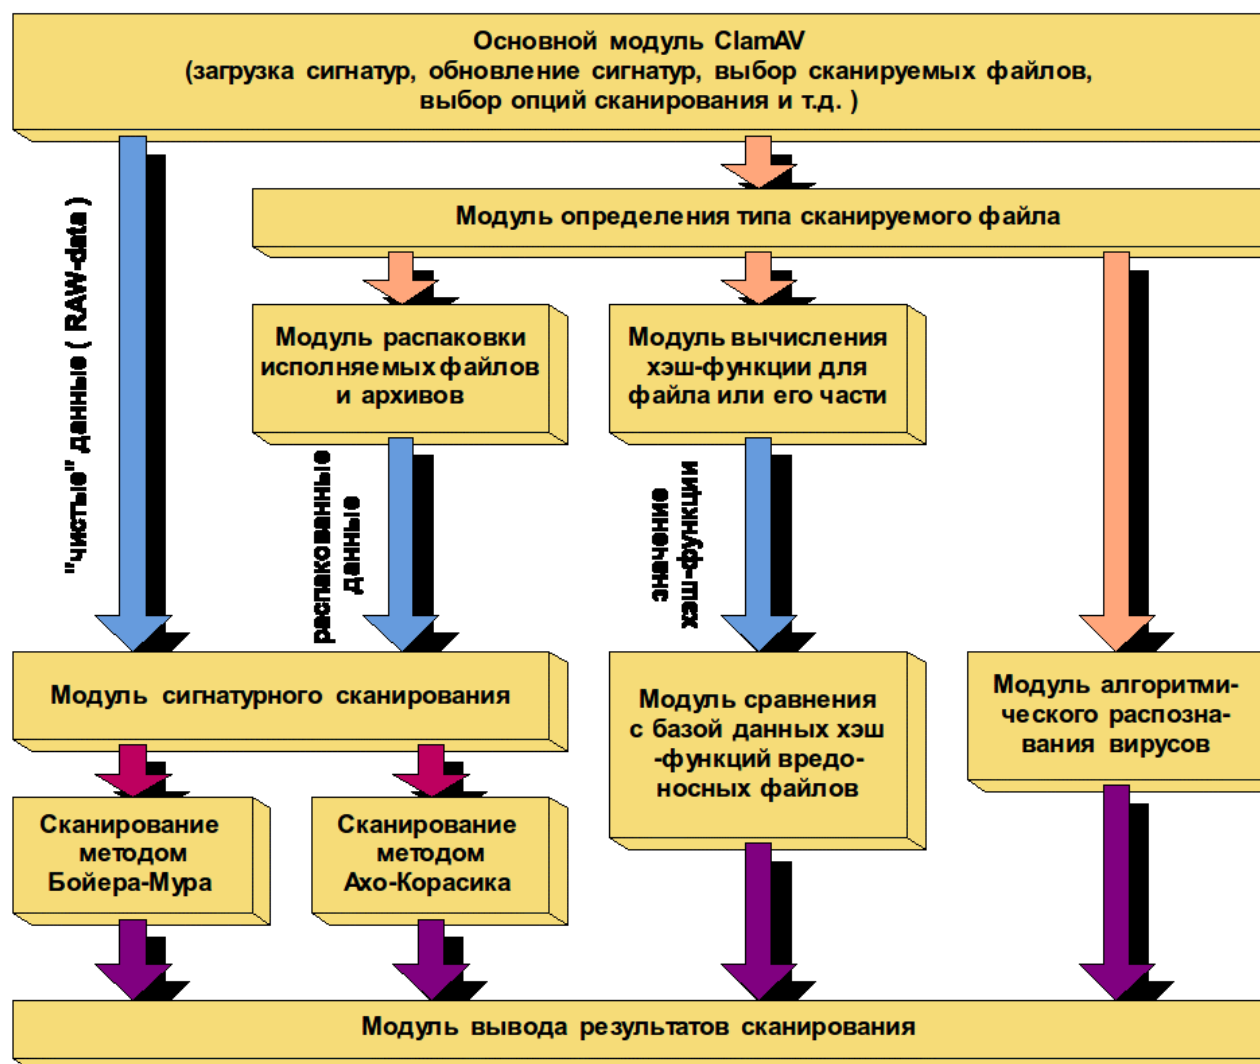 Основной модуль ClamAV
(загрузка сигнатур, обновление сигнатур, выбор сканируемых файлов,
выбор опций сканирования и т.д. )
Модуль определения типа сканируемого файла
"чистые" данные ( RAW-data )
Модуль распаковки
исполняемых файлов
и архивов
Модуль вычисления
хэш-функции для
файла или его части
распакованные
данные
значение
хэш-функции
Модуль сигнатурного сканирования
Модуль сравнения
с базой данных хэш
-функций вредо-
носных файлов
Модуль алгоритми-
ческого распозна-
вания вирусов
Сканирование
методом
Бойера-Мура
Сканирование
методом
Ахо-Корасика
Модуль вывода результатов сканирования